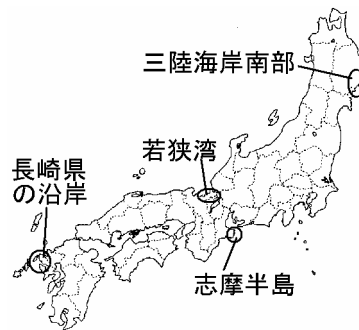 三陸海岸南部
若狭湾
長崎県
の沿岸
志摩半島